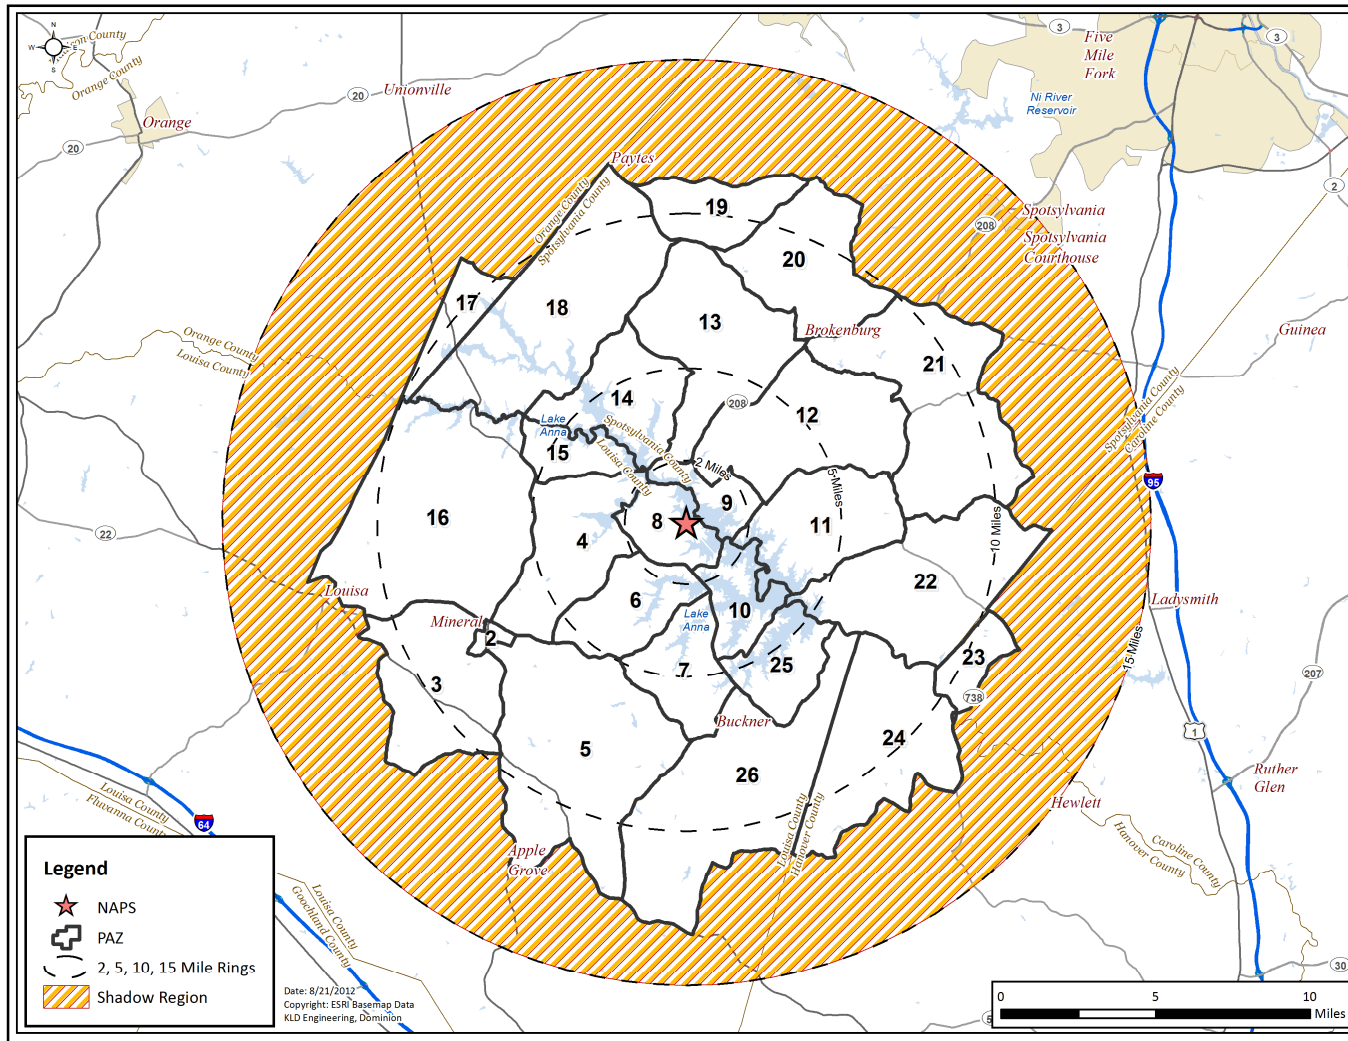 N
W
E
S
Orange County
Orange
20
20
Unionville
3
3
Five
Mile
Fork
Ni River
Reservoir
2
Paytes
Orange County
Spotsylvania County
19
20
208
Spotsylvania
Spotsylvania
Courthouse
17
18
13
Brokenburg
21
Guinea
Orange County
Louisa County
14
208
12
Lake
Anna
15
Spotsylvania County
Louisa County
2 Miles
5 Miles
10 Miles
15 Miles
Spotsylvania County
Caroline County
95
16
8
9
11
4
22
22
Louisa
Mineral
2
6
Lake
Anna
10
7
25
23
738
Ladysmith
207
3
Buckner
5
26
24
1
Ruther
Glen
Hewlett
Louisa County
Hanover County
Caroline County
Hanover County
Louisa County
Fluvanna County
64
Apple
Grove
Louisa County
Goochland County
30
Legend
NAPS
PAZ
2, 5, 10, 15 Mile Rings
Shadow Region
Date: 8/21/2012
Copyright: ESRI Basemap Data
KLD Engineering, Dominion
0
5
10
Miles